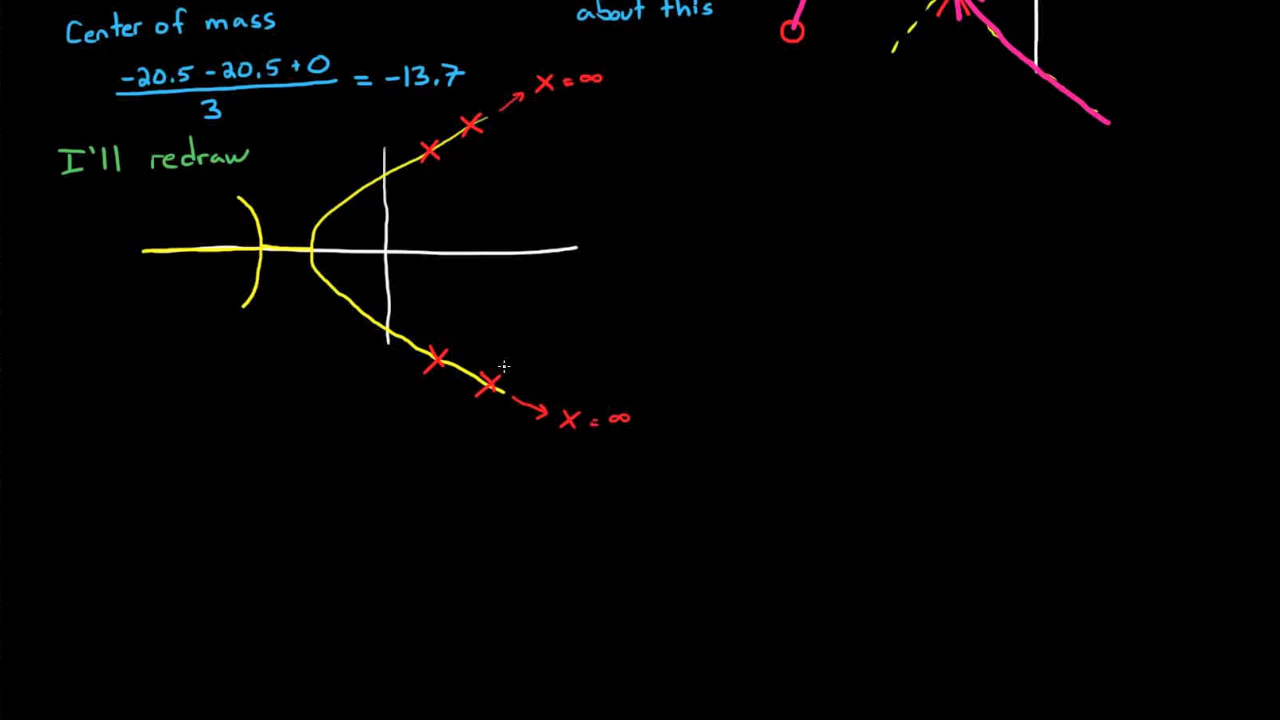 Center of mass
about this
-20.5 - 20.5 + 0
= -13.7
3
x = ∞
I'll redraw
x = ∞